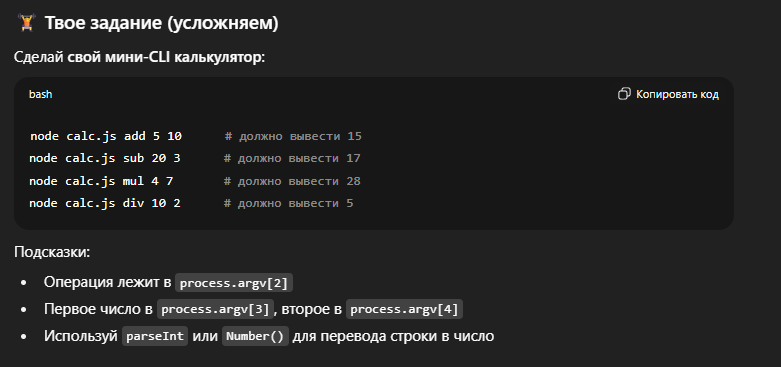 🏋️ Твое задание (усложняем)
Сделай свой мини-CLI калькулятор:
bash
Копировать код
node calc.js add 5 10      # должно вывести 15
node calc.js sub 20 3      # должно вывести 17
node calc.js mul 4 7       # должно вывести 28
node calc.js div 10 2      # должно вывести 5
Подсказки:
• Операция лежит в process.argv[2]
• Первое число в process.argv[3], второе в process.argv[4]
• Используй parseInt или Number() для перевода строки в число